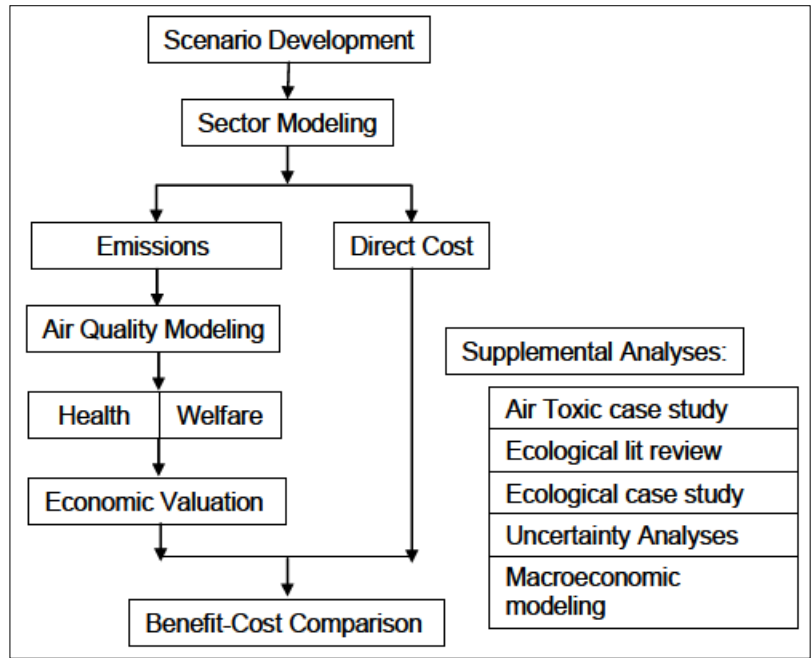 Scenario Development
Sector Modeling
Emissions
Direct Cost
Air Quality Modeling
Health
Welfare
Economic Valuation
Benefit-Cost Comparison
Supplemental Analyses:
Air Toxic case study
Ecological lit review
Ecological case study
Uncertainty Analyses
Macroeconomic
modeling